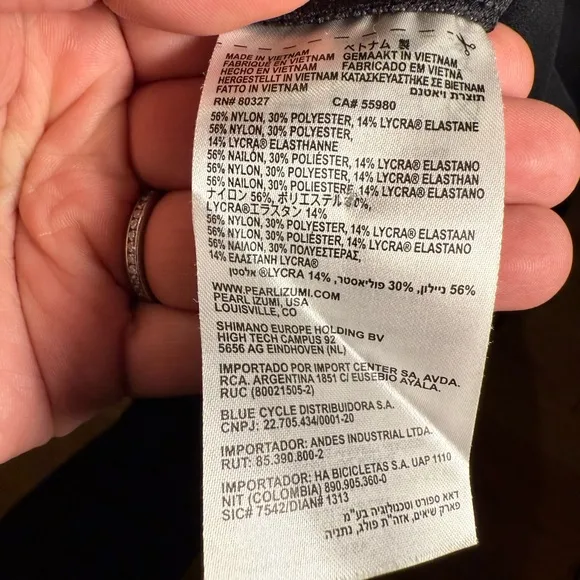 MADE IN VIETNAM ベトナム 製
FABRIQUÉ EN VIETNAM GEMAAKT IN VIETNAM
HECHO EN VIETNAM FABRICADO EM VIETNÃ
HERGESTELLT IN VIETNAM ΚΑΤΑΣΚΕΥΑΣΤΗΚΕ ΣΕ ΒΙΕΤΝΑΜ
FATTO IN VIETNAM תוצרת ויאטנם
RN# 80327 CA# 55980
56% NYLON, 30% POLYESTER, 14% LYCRA® ELASTANE
56% NYLON, 30% POLYESTER,
14% LYCRA® ELASTHANNE
56% NAILÓN, 30% POLIÉSTER, 14% LYCRA® ELASTANO
56% NYLON, 30% POLYESTER, 14% LYCRA® ELASTHAN
56% NAILON, 30% POLIESTERE, 14% LYCRA® ELASTANO
ナイロン 56%, ポリエステル 30%,
LYCRA®エラスタン 14%
56% NYLON, 30% POLYESTER, 14% LYCRA® ELASTAAN
56% NYLON, 30% POLIÉSTER, 14% LYCRA® ELASTANO
56% ΝΑΙΛΟΝ, 30% ΠΟΛΥΕΣΤΕΡΑΣ,
14% ΕΛΑΣΤΑΝΗ LYCRA®
56% ניילון, 30% פוליאסטר, 14% LYCRA® אלסטן
WWW.PEARLIZUMI.COM
PEARL IZUMI, USA
LOUISVILLE, CO
SHIMANO EUROPE HOLDING BV
HIGH TECH CAMPUS 92
5656 AG EINDHOVEN (NL)
IMPORTADO POR IMPORT CENTER SA, AVDA.
RCA. ARGENTINA 1851 C/ EUSEBIO AYALA.
RUC (80021505-2)
BLUE CYCLE DISTRIBUIDORA S.A.
CNPJ: 22.705.434/0001-20
IMPORTADOR: ANDES INDUSTRIAL LTDA.
RUT: 85.390.800-2
IMPORTADOR: HA BICICLETAS S.A. UAP 1110
NIT (COLOMBIA) 890.905.360-0
SIC# 7542/DIAN# 1313
דאא ספורט וטכנולוגיה בע"מ
פארק שיאים, אזה"ת פולג, נתניה